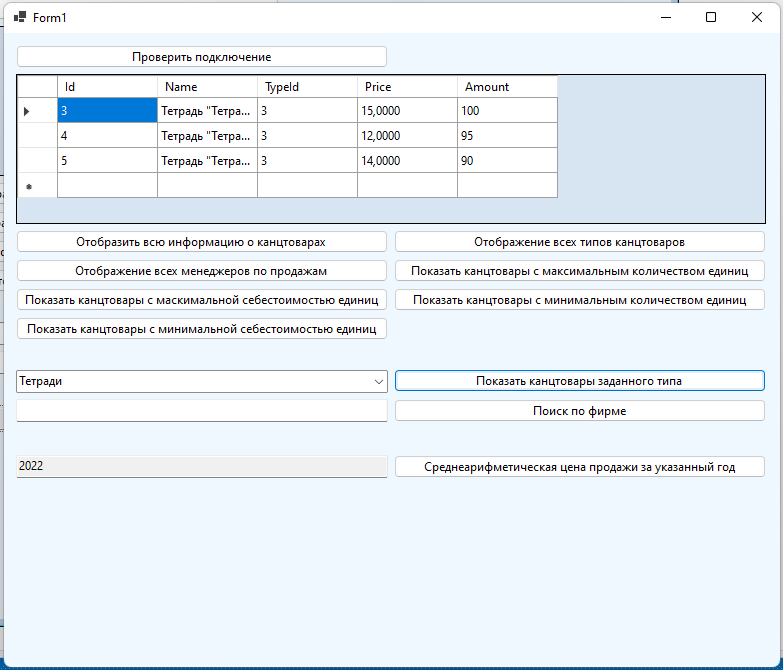 Form1
Проверить подключение
Id Name TypeId Price Amount
3 Тетрадь "Тетра... 3 15,0000 100
4 Тетрадь "Тетра... 3 12,0000 95
5 Тетрадь "Тетра... 3 14,0000 90
Отобразить всю информацию о канцтоварах Отображение всех типов канцтоваров
Отображение всех менеджеров по продажам Показать канцтовары с максимальным количеством единиц
Показать канцтовары с маскимальной себестоимостью единиц Показать канцтовары с минимальным количеством единиц
Показать канцтовары с минимальной себестоимостью единиц
Тетради Показать канцтовары заданного типа
Поиск по фирме
2022 Среднеарифметическая цена продажи за указанный год